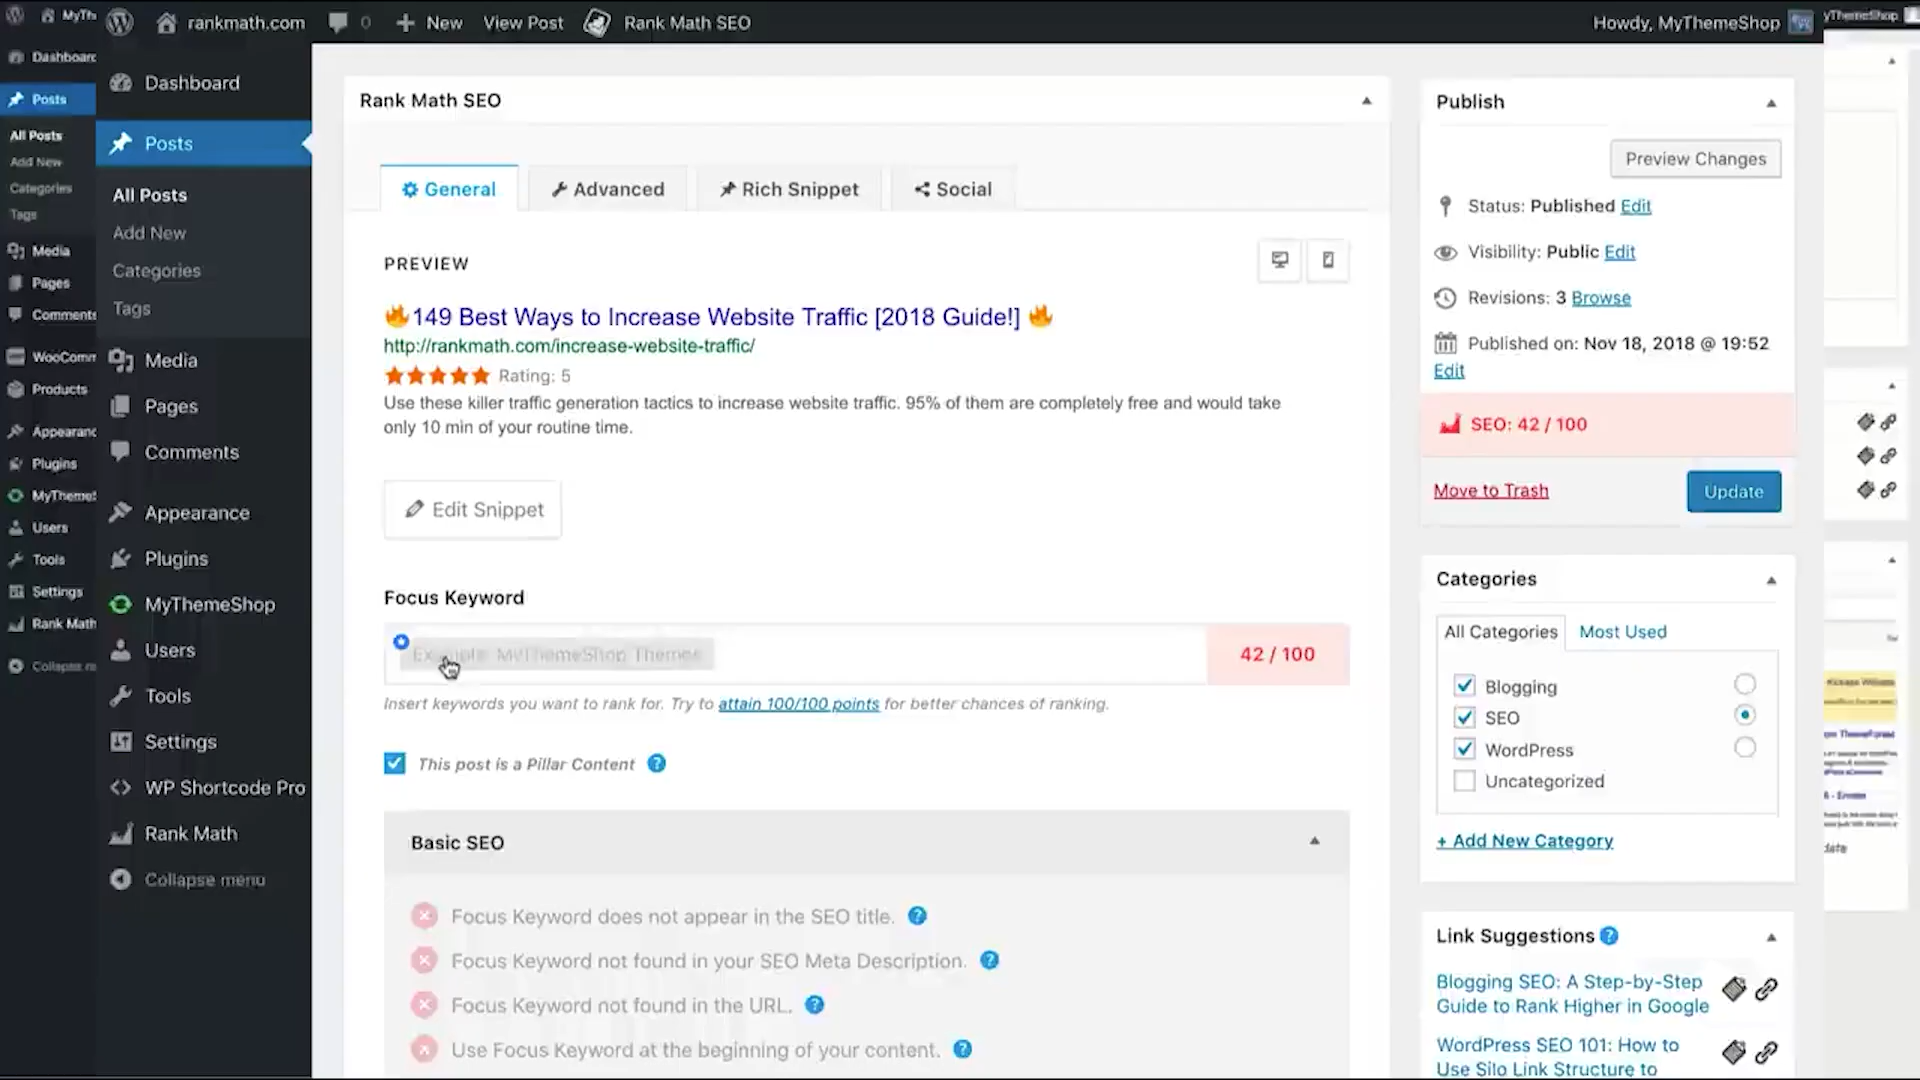 MyTh
rankmath.com
0
New
View Post
Rank Math SEO
Howdy, MyThemeShop
yThemeShop
Dashboard
Posts
All Posts
Add New
Categories
Tags
Media
Pages
Comments
WooComm
Products
Appearanc
Plugins
MyThemeS
Users
Tools
Settings
Rank Math
Dashboard
Posts
All Posts
Add New
Categories
Tags
Media
Pages
Comments
Appearance
Plugins
MyThemeShop
Users
Tools
Settings
WP Shortcode Pro
Rank Math
Collapse menu
Rank Math SEO
General
Advanced
Rich Snippet
Social
PREVIEW
🔥149 Best Ways to Increase Website Traffic [2018 Guide!] 🔥
http://rankmath.com/increase-website-traffic/
Rating: 5
Use these killer traffic generation tactics to increase website traffic. 95% of them are completely free and would take
only 10 min of your routine time.
Edit Snippet
Focus Keyword
Example: MyThemeShop Themes
42 / 100
Insert keywords you want to rank for. Try to attain 100/100 points for better chances of ranking.
This post is a Pillar Content
Basic SEO
Focus Keyword does not appear in the SEO title.
Focus Keyword not found in your SEO Meta Description.
Focus Keyword not found in the URL.
Use Focus Keyword at the beginning of your content.
Publish
Preview Changes
Status: Published Edit
Visibility: Public Edit
Revisions: 3 Browse
Published on: Nov 18, 2018 @ 19:52
Edit
SEO: 42 / 100
Move to Trash
Update
Categories
All Categories
Most Used
Blogging
SEO
WordPress
Uncategorized
+ Add New Category
Link Suggestions
Blogging SEO: A Step-by-Step
Guide to Rank Higher in Google
WordPress SEO 101: How to
Use Silo Link Structure to